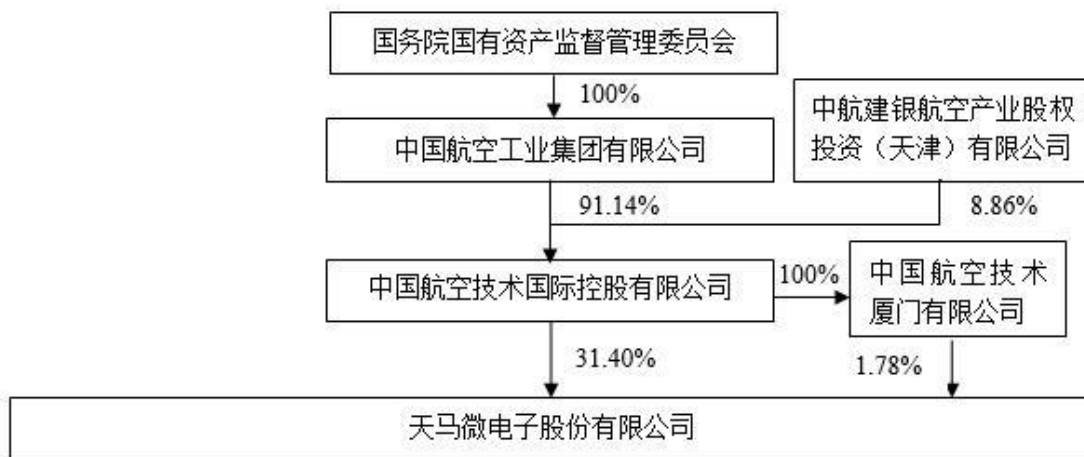 国务院国有资产监督管理委员会
100%
中国航空工业集团有限公司
中航建银航空产业股权
投资（天津）有限公司
91.14%
8.86%
中国航空技术国际控股有限公司
100%
中国航空技术
厦门有限公司
31.40%
1.78%
天马微电子股份有限公司